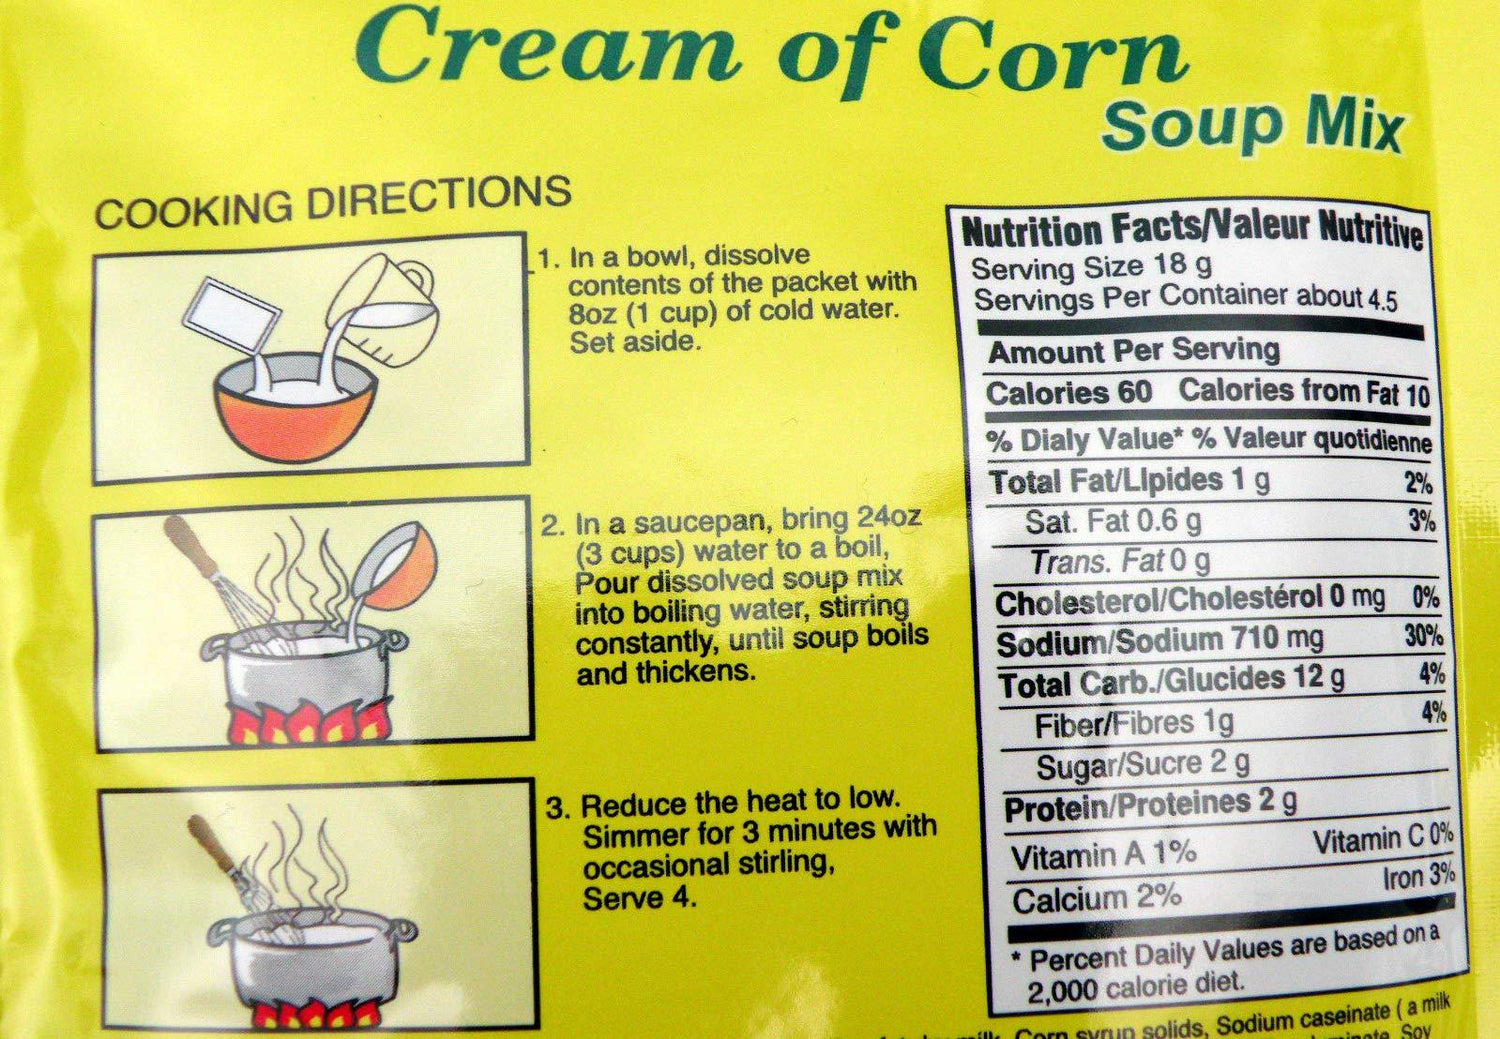 Cream of Corn
Soup Mix
COOKING DIRECTIONS
1. In a bowl, dissolve
contents of the packet with
8oz (1 cup) of cold water.
Set aside.
2. In a saucepan, bring 24oz
(3 cups) water to a boil,
Pour dissolved soup mix
into boiling water, stirring
constantly, until soup boils
and thickens.
3. Reduce the heat to low.
Simmer for 3 minutes with
occasional stirling,
Serve 4.
Nutrition Facts/Valeur Nutritive
Serving Size 18 g
Servings Per Container about 4.5
Amount Per Serving
Calories 60 Calories from Fat 10
% Dialy Value* % Valeur quotidienne
Total Fat/Lipides 1 g 2%
Sat. Fat 0.6 g 3%
Trans. Fat 0 g
Cholesterol/Cholestérol 0 mg 0%
Sodium/Sodium 710 mg 30%
Total Carb./Glucides 12 g 4%
Fiber/Fibres 1g 4%
Sugar/Sucre 2 g
Protein/Proteines 2 g
Vitamin A 1% Vitamin C 0%
Calcium 2% Iron 3%
* Percent Daily Values are based on a
2,000 calorie diet.
milk, Corn syrup solids, Sodium caseinate ( a milk
Soy